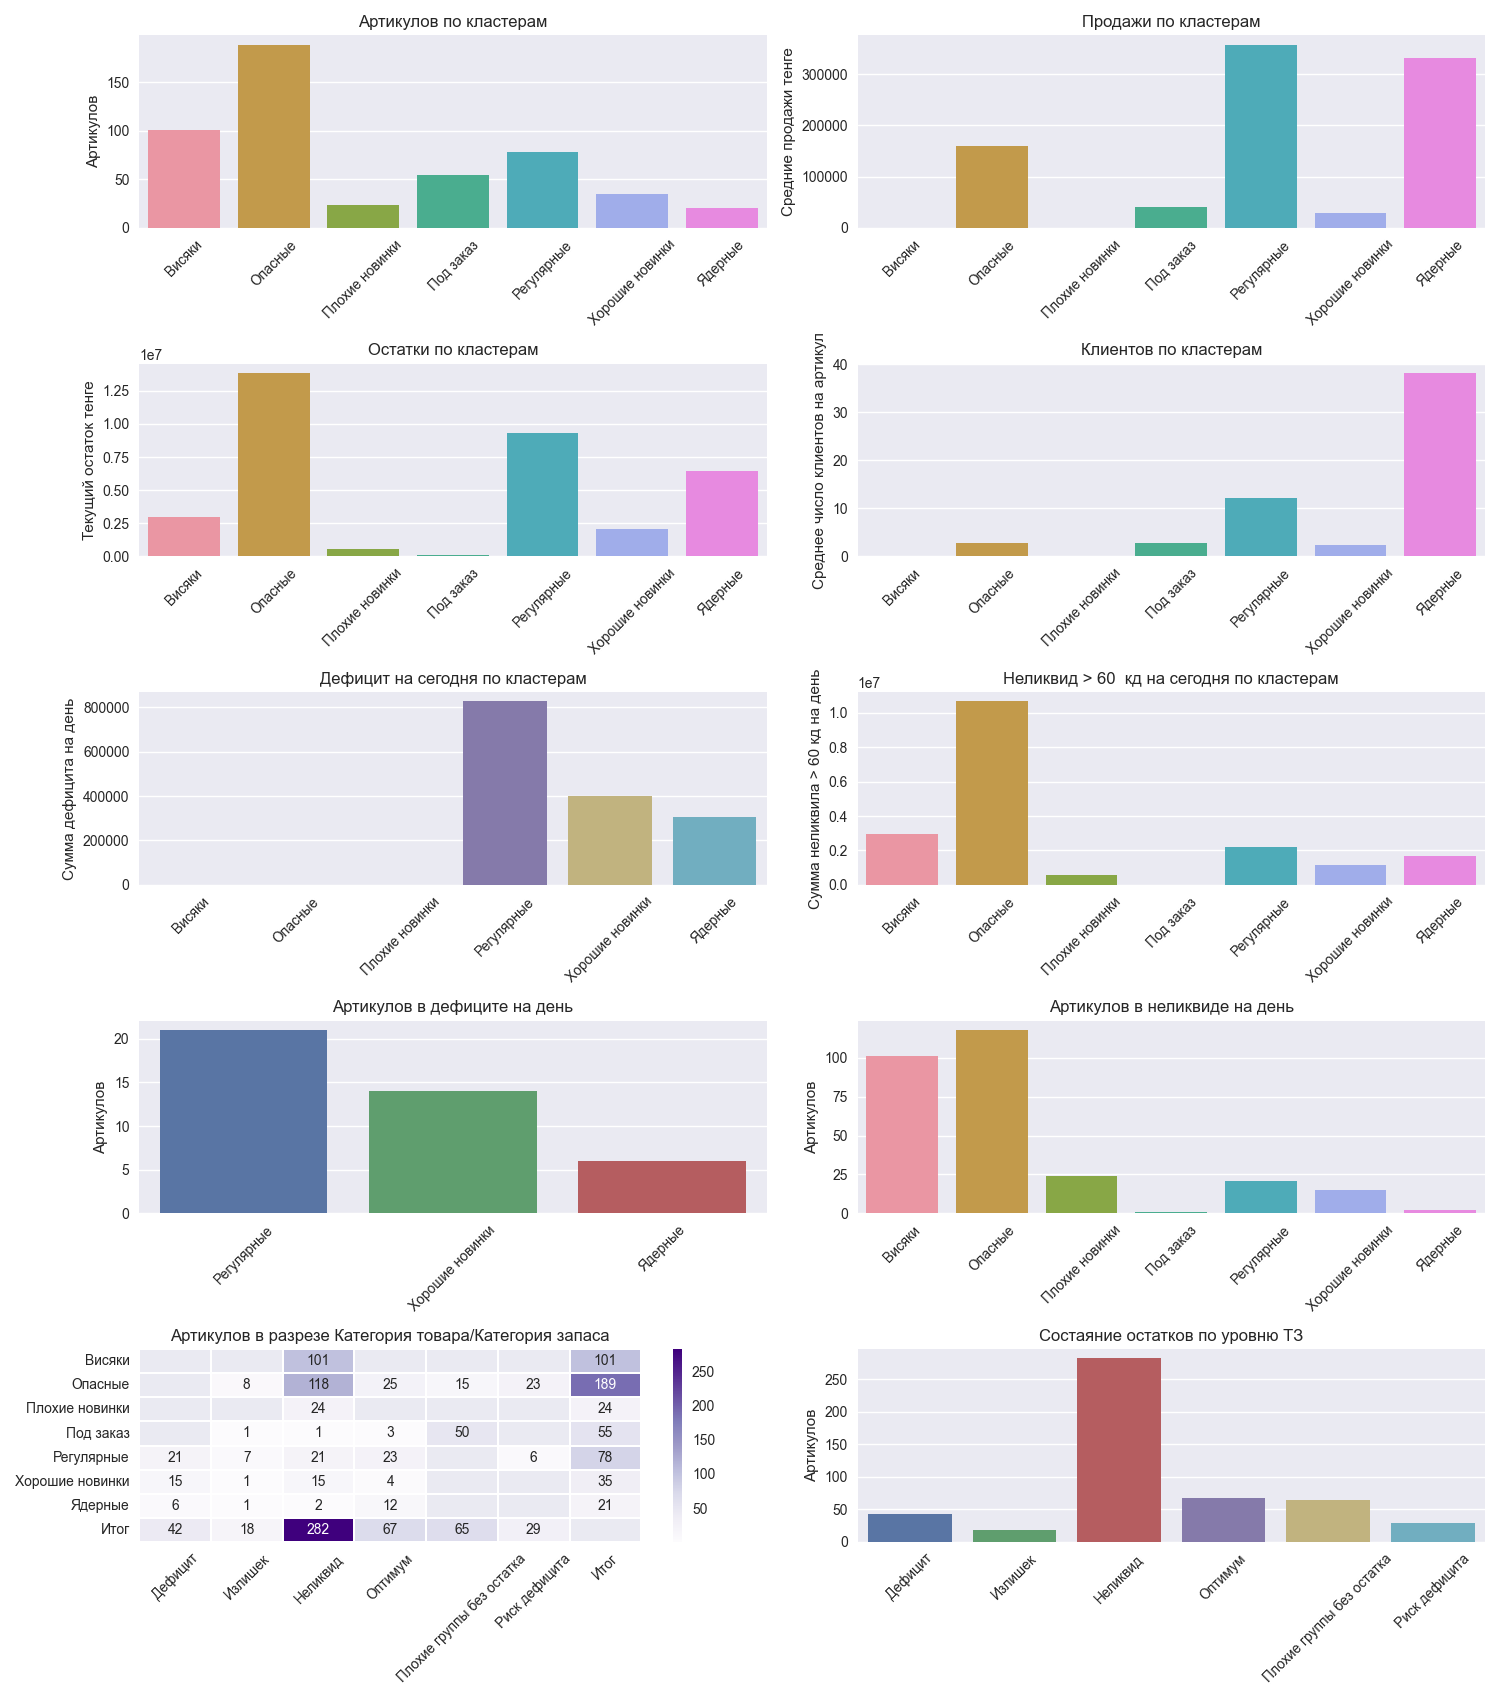 Артикулов по кластерам
Артикулов
150
100
50
0
Висяки
Опасные
Плохие новинки
Под заказ
Регулярные
Хорошие новинки
Ядерные
Продажи по кластерам
Средние продажи тенге
300000
200000
100000
0
Висяки
Опасные
Плохие новинки
Под заказ
Регулярные
Хорошие новинки
Ядерные
Остатки по кластерам
1e7
Текущий остаток тенге
1.25
1.00
0.75
0.50
0.25
0.00
Висяки
Опасные
Плохие новинки
Под заказ
Регулярные
Хорошие новинки
Ядерные
Клиентов по кластерам
Среднее число клиентов на артикул
40
30
20
10
0
Висяки
Опасные
Плохие новинки
Под заказ
Регулярные
Хорошие новинки
Ядерные
Дефицит на сегодня по кластерам
Сумма дефицита на день
800000
600000
400000
200000
0
Висяки
Опасные
Плохие новинки
Регулярные
Хорошие новинки
Ядерные
Неликвид > 60 кд на сегодня по кластерам
1e7
Сумма неликвила > 60 кд на день
1.0
0.8
0.6
0.4
0.2
0.0
Висяки
Опасные
Плохие новинки
Под заказ
Регулярные
Хорошие новинки
Ядерные
Артикулов в дефиците на день
Артикулов
20
15
10
5
0
Регулярные
Хорошие новинки
Ядерные
Артикулов в неликвиде на день
Артикулов
100
75
50
25
0
Висяки
Опасные
Плохие новинки
Под заказ
Регулярные
Хорошие новинки
Ядерные
Артикулов в разрезе Категория товара/Категория запаса
Висяки 101 101
Опасные 8 118 25 15 23 189
Плохие новинки 24 24
Под заказ 1 1 3 50 55
Регулярные 21 7 21 23 6 78
Хорошие новинки 15 1 15 4 35
Ядерные 6 1 2 12 21
Итог 42 18 282 67 65 29
Дефицит
Излишек
Неликвид
Оптимум
Плохие группы без остатка
Риск дефицита
Итог
250
200
150
100
50
Состаяние остатков по уровню ТЗ
Артикулов
250
200
150
100
50
0
Дефицит
Излишек
Неликвид
Оптимум
Плохие группы без остатка
Риск дефицита